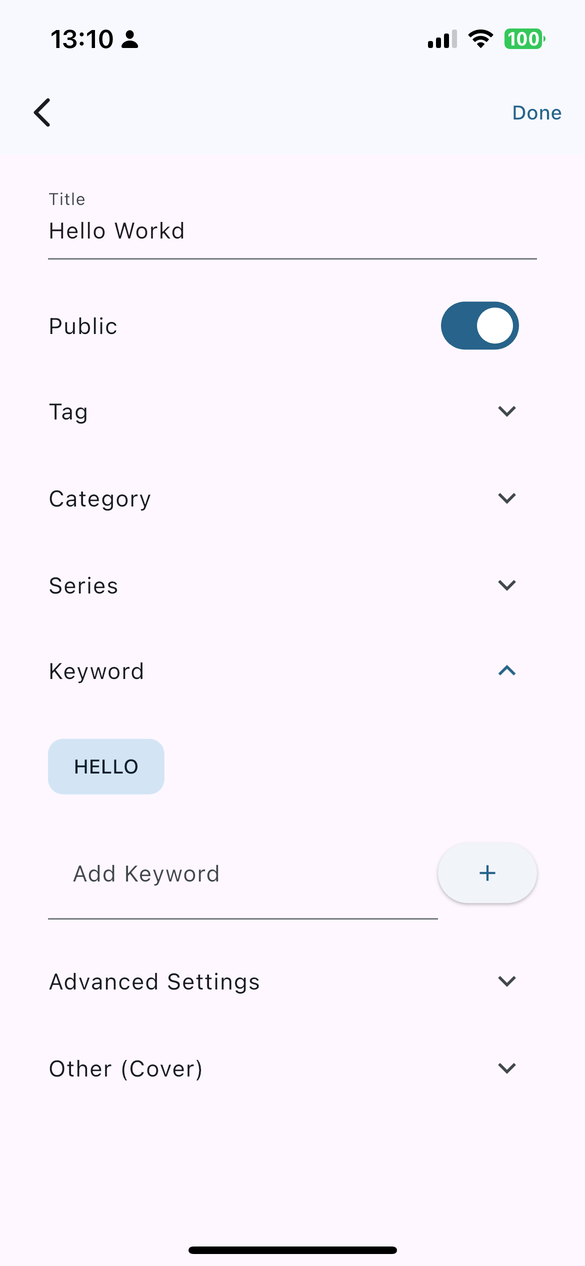 13:10
100
Done
Title
Hello Workd
Public
Tag
Category
Series
Keyword
HELLO
Add Keyword
+
Advanced Settings
Other (Cover)